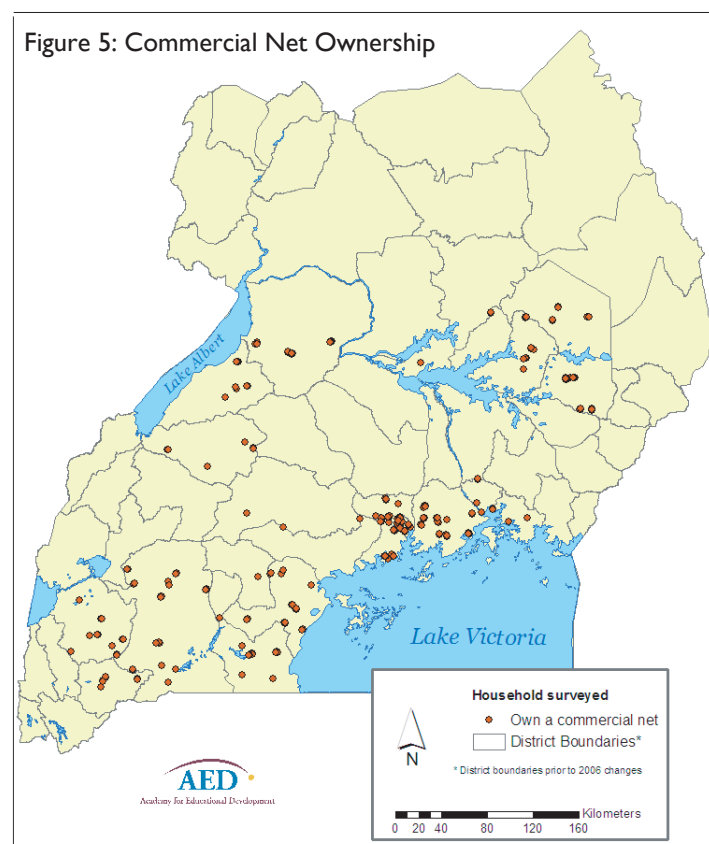 Figure 5: Commercial Net Ownership
Lake Albert
Lake Victoria
Household surveyed
Own a commercial net
District Boundaries*
N
* District boundaries prior to 2006 changes
Kilometers
0 20 40 80 120 160
AED
Academy for Educational Development